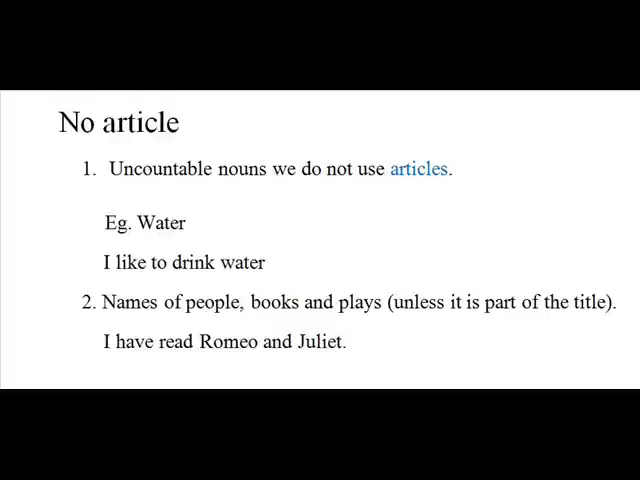 No article
1. Uncountable nouns we do not use articles.
Eg. Water
I like to drink water
2. Names of people, books and plays (unless it is part of the title).
I have read Romeo and Juliet.